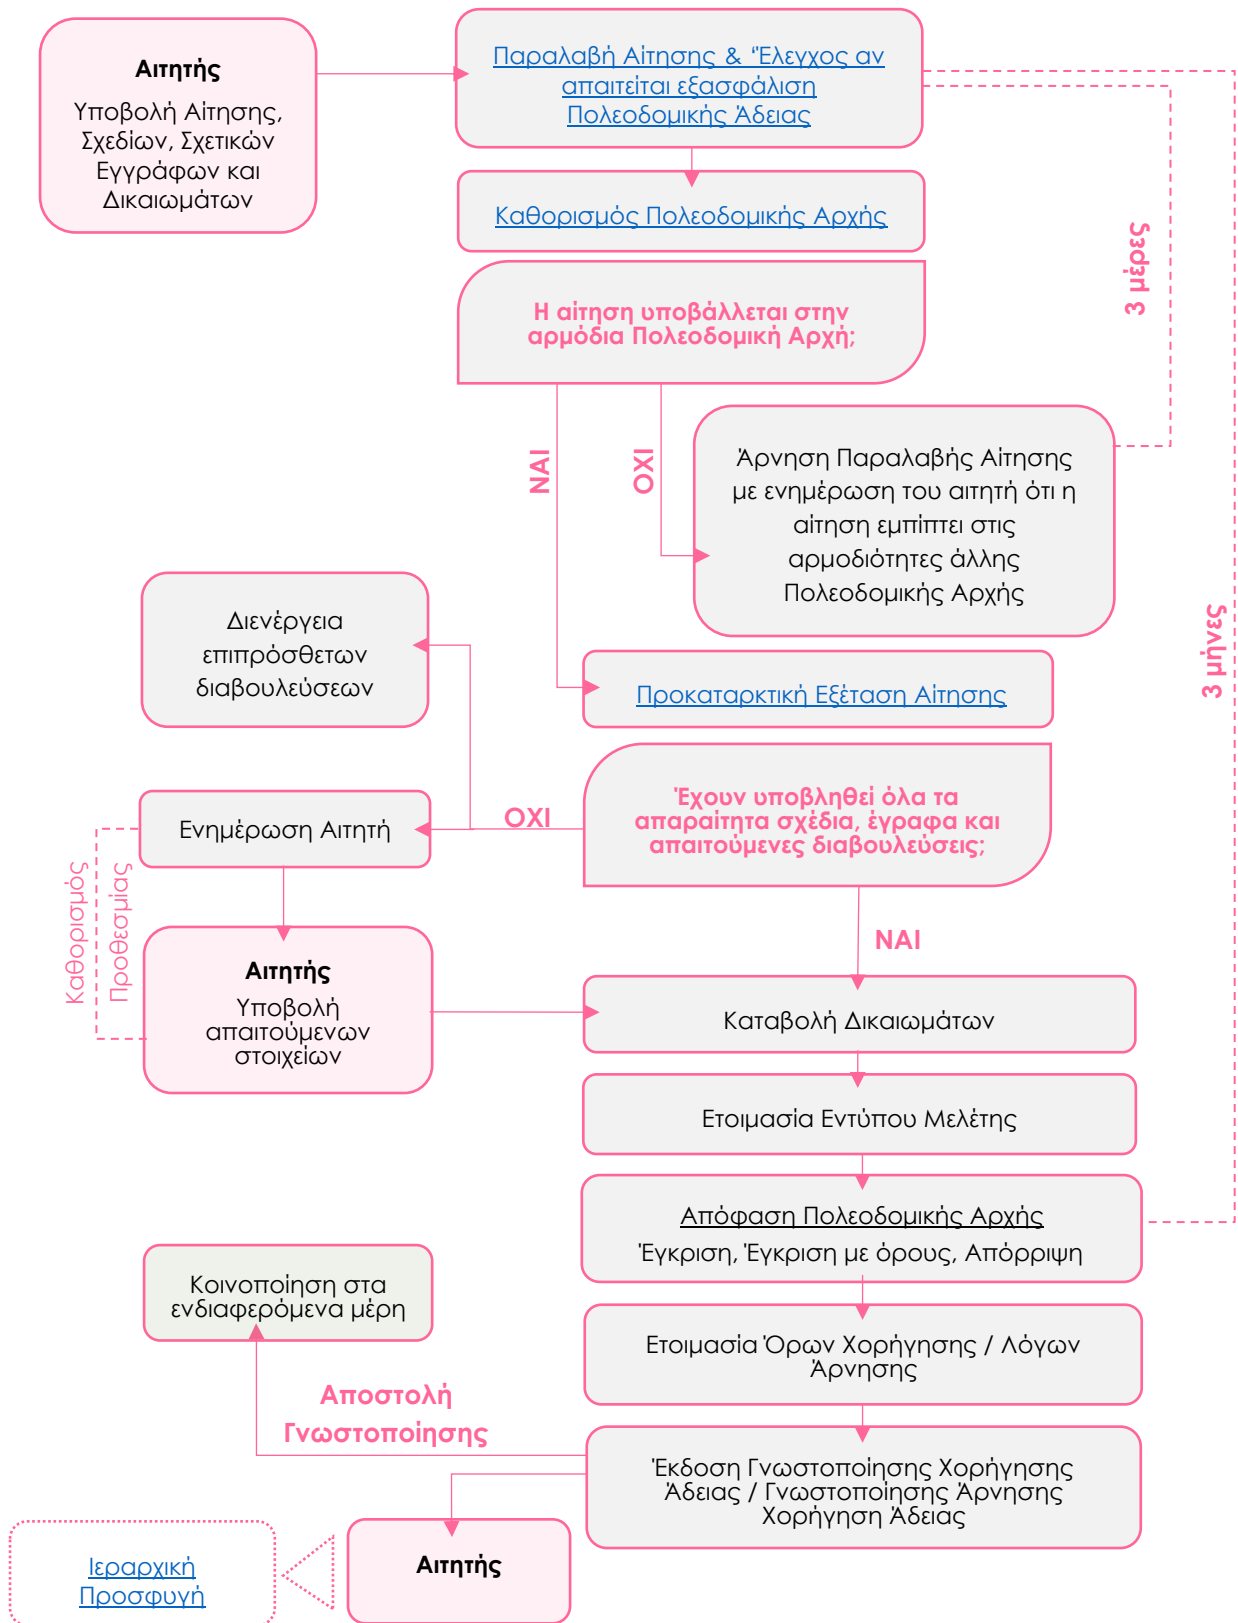 Αιτητής
Υποβολή Αίτησης,
Σχεδίων, Σχετικών
Εγγράφων και
Δικαιωμάτων
Παραλαβή Αίτησης & "Έλεγχος αν
απαιτείται εξασφάλιση
Πολεοδομικής Άδειας
Καθορισμός Πολεοδομικής Αρχής
Η αίτηση υποβάλλεται στην
αρμόδια Πολεοδομική Αρχή;
3 μέρες
3 μήνες
ΝΑΙ
ΟΧΙ
Άρνηση Παραλαβής Αίτησης
με ενημέρωση του αιτητή ότι η
αίτηση εμπίπτει στις
αρμοδιότητες άλλης
Πολεοδομικής Αρχής
Διενέργεια
επιπρόσθετων
διαβουλεύσεων
Προκαταρκτική Εξέταση Αίτησης
Έχουν υποβληθεί όλα τα
απαραίτητα σχέδια, έγραφα και
απαιτούμενες διαβουλεύσεις;
ΟΧΙ
Ενημέρωση Αιτητή
Καθορισμός
Προθεσμίας
ΝΑΙ
Αιτητής
Υποβολή
απαιτούμενων
στοιχείων
Καταβολή Δικαιωμάτων
Ετοιμασία Εντύπου Μελέτης
Απόφαση Πολεοδομικής Αρχής
Έγκριση, Έγκριση με όρους, Απόρριψη
Κοινοποίηση στα
ενδιαφερόμενα μέρη
Ετοιμασία Όρων Χορήγησης / Λόγων
Άρνησης
Αποστολή
Γνωστοποίησης
Έκδοση Γνωστοποίησης Χορήγησης
Άδειας / Γνωστοποίησης Άρνησης
Χορήγηση Άδειας
Αιτητής
Ιεραρχική
Προσφυγή